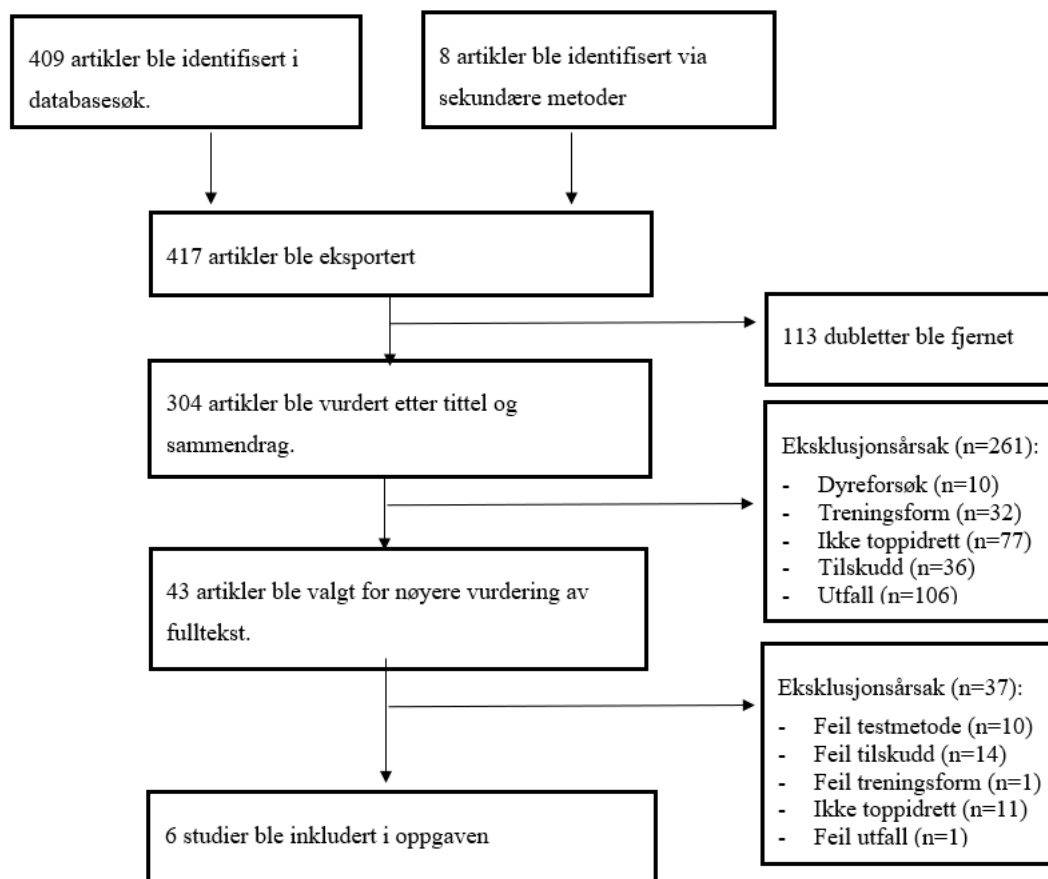 409 artikler ble identifisert i
databasesøk.
8 artikler ble identifisert via
sekundære metoder
417 artikler ble eksportert
113 dubletter ble fjernet
304 artikler ble vurdert etter tittel og
sammendrag.
Eksklusjonsårsak (n=261):
- Dyreforsøk (n=10)
- Treningsform (n=32)
- Ikke toppidrett (n=77)
- Tilskudd (n=36)
- Utfall (n=106)
43 artikler ble valgt for nøyere vurdering av
fulltekst.
Eksklusjonsårsak (n=37):
- Feil testmetode (n=10)
- Feil tilskudd (n=14)
- Feil treningsform (n=1)
- Ikke toppidrett (n=11)
- Feil utfall (n=1)
6 studier ble inkludert i oppgaven